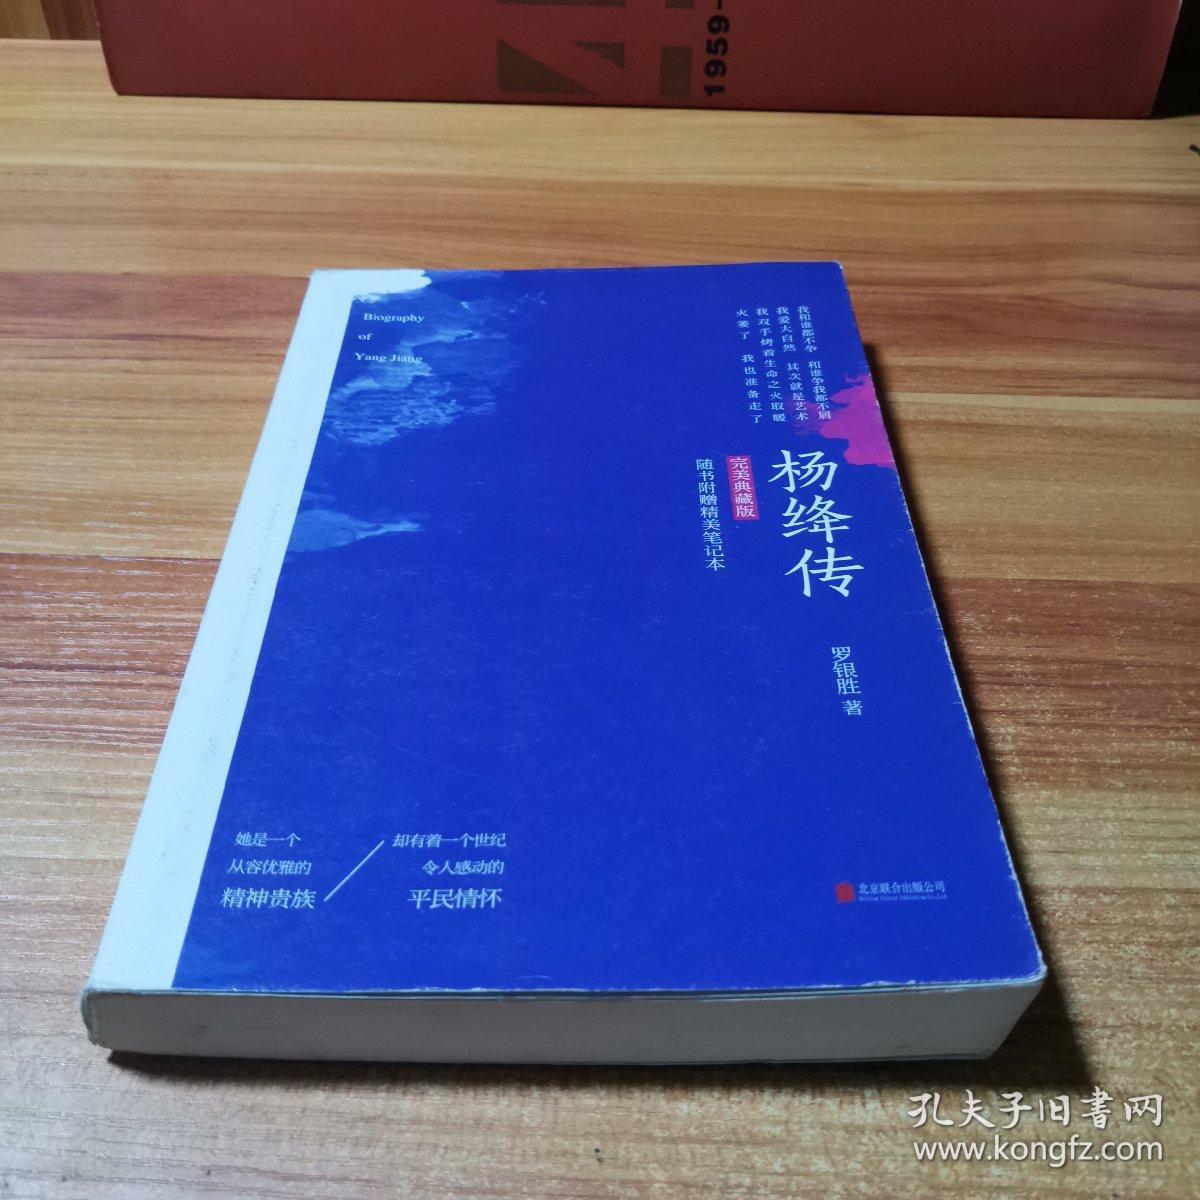 1959-
Biography
of
Yang Jiang
我和谁都不争 和谁争我都不屑
我爱大自然 其次就是艺术
我双手烤着生命之火取暖
火萎了 我也准备走了
杨绛传
完美典藏版
随书附赠精美笔记本
罗银胜 著
她是一个
从容优雅的
精神贵族
却有着一个世纪
令人感动的
平民情怀
北京联合出版公司
Beijing United Publishing Co.,Ltd.
孔夫子旧书网
www.kongfz.com